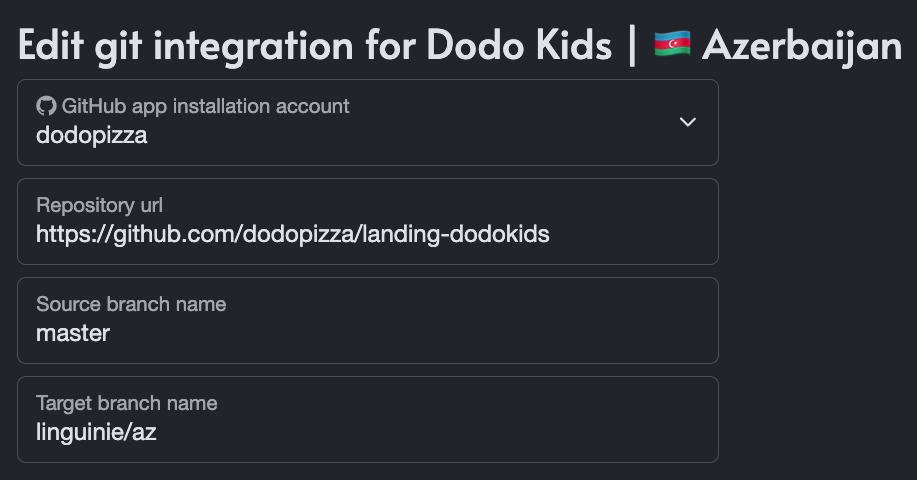 Edit git integration for Dodo Kids | 🇦🇿 Azerbaijan
GitHub app installation account
dodopizza
Repository url
https://github.com/dodopizza/landing-dodokids
Source branch name
master
Target branch name
linguinie/az